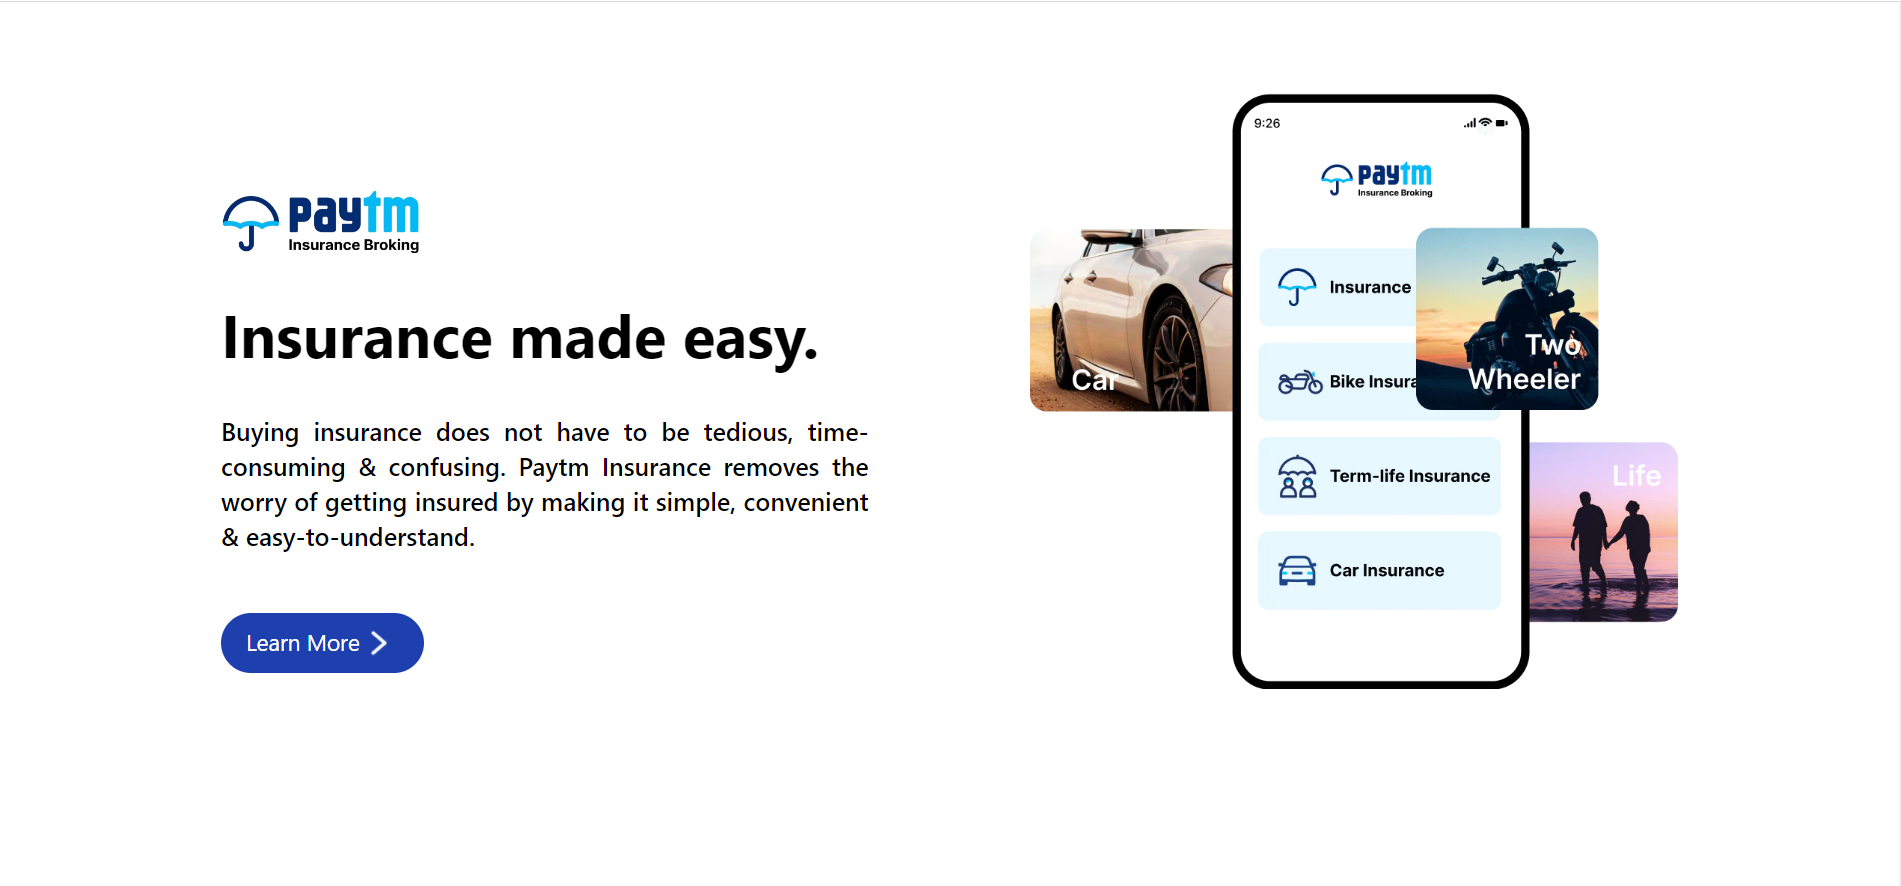 paytm
Insurance Broking
Insurance made easy.
Buying insurance does not have to be tedious, time-
consuming & confusing. Paytm Insurance removes the
worry of getting insured by making it simple, convenient
& easy-to-understand.
Learn More
9:26
paytm
Insurance Broking
Car
Insurance
Two
Wheeler
Bike Insura
Life
Term-life Insurance
Car Insurance